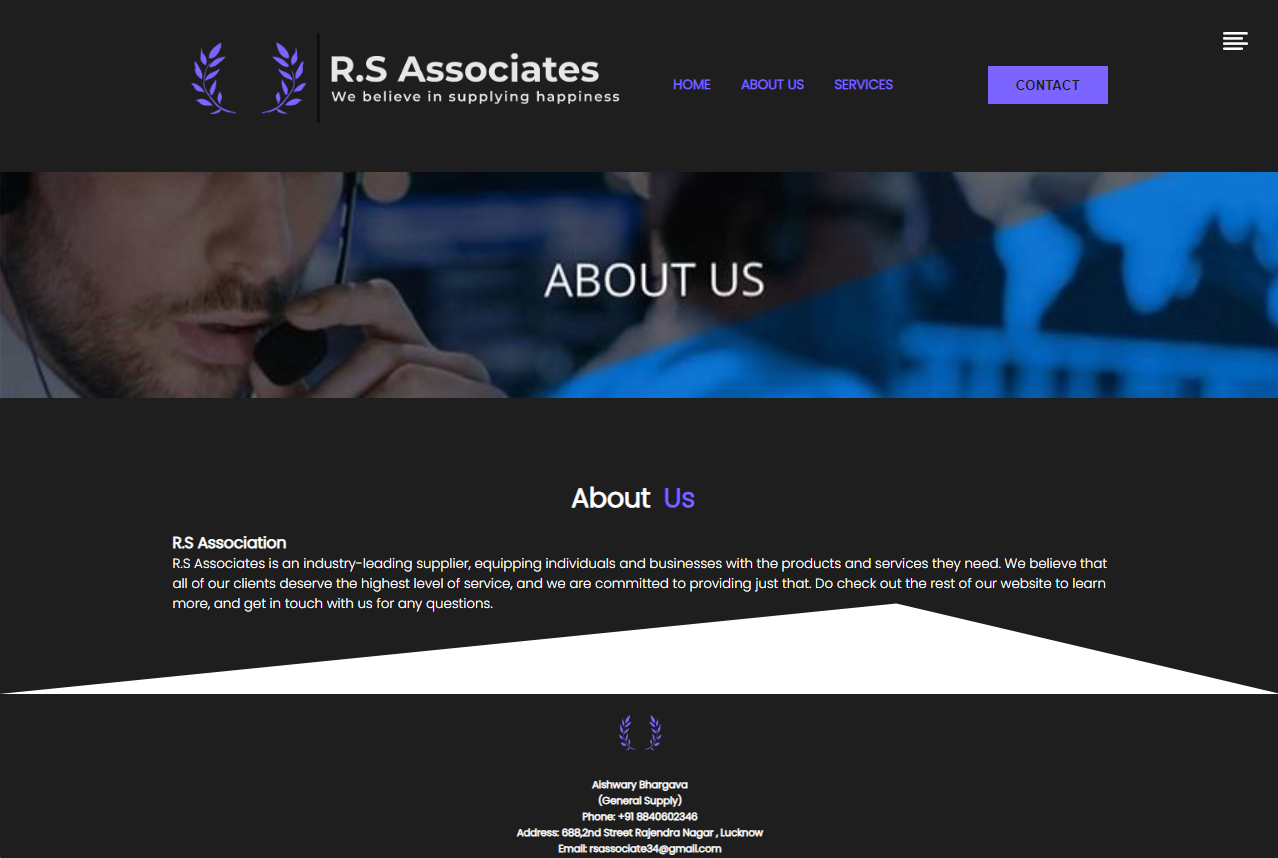 R.S Associates
We believe in supplying happiness
HOME ABOUT US SERVICES CONTACT
ABOUT US
About Us
R.S Association
R.S Associates is an industry-leading supplier, equipping individuals and businesses with the products and services they need. We believe that
all of our clients deserve the highest level of service, and we are committed to providing just that. Do check out the rest of our website to learn
more, and get in touch with us for any questions.
Aishwary Bhargava
(General Supply)
Phone: +91 8840602346
Address: 688,2nd Street Rajendra Nagar , Lucknow
Email: rsassociate34@gmail.com